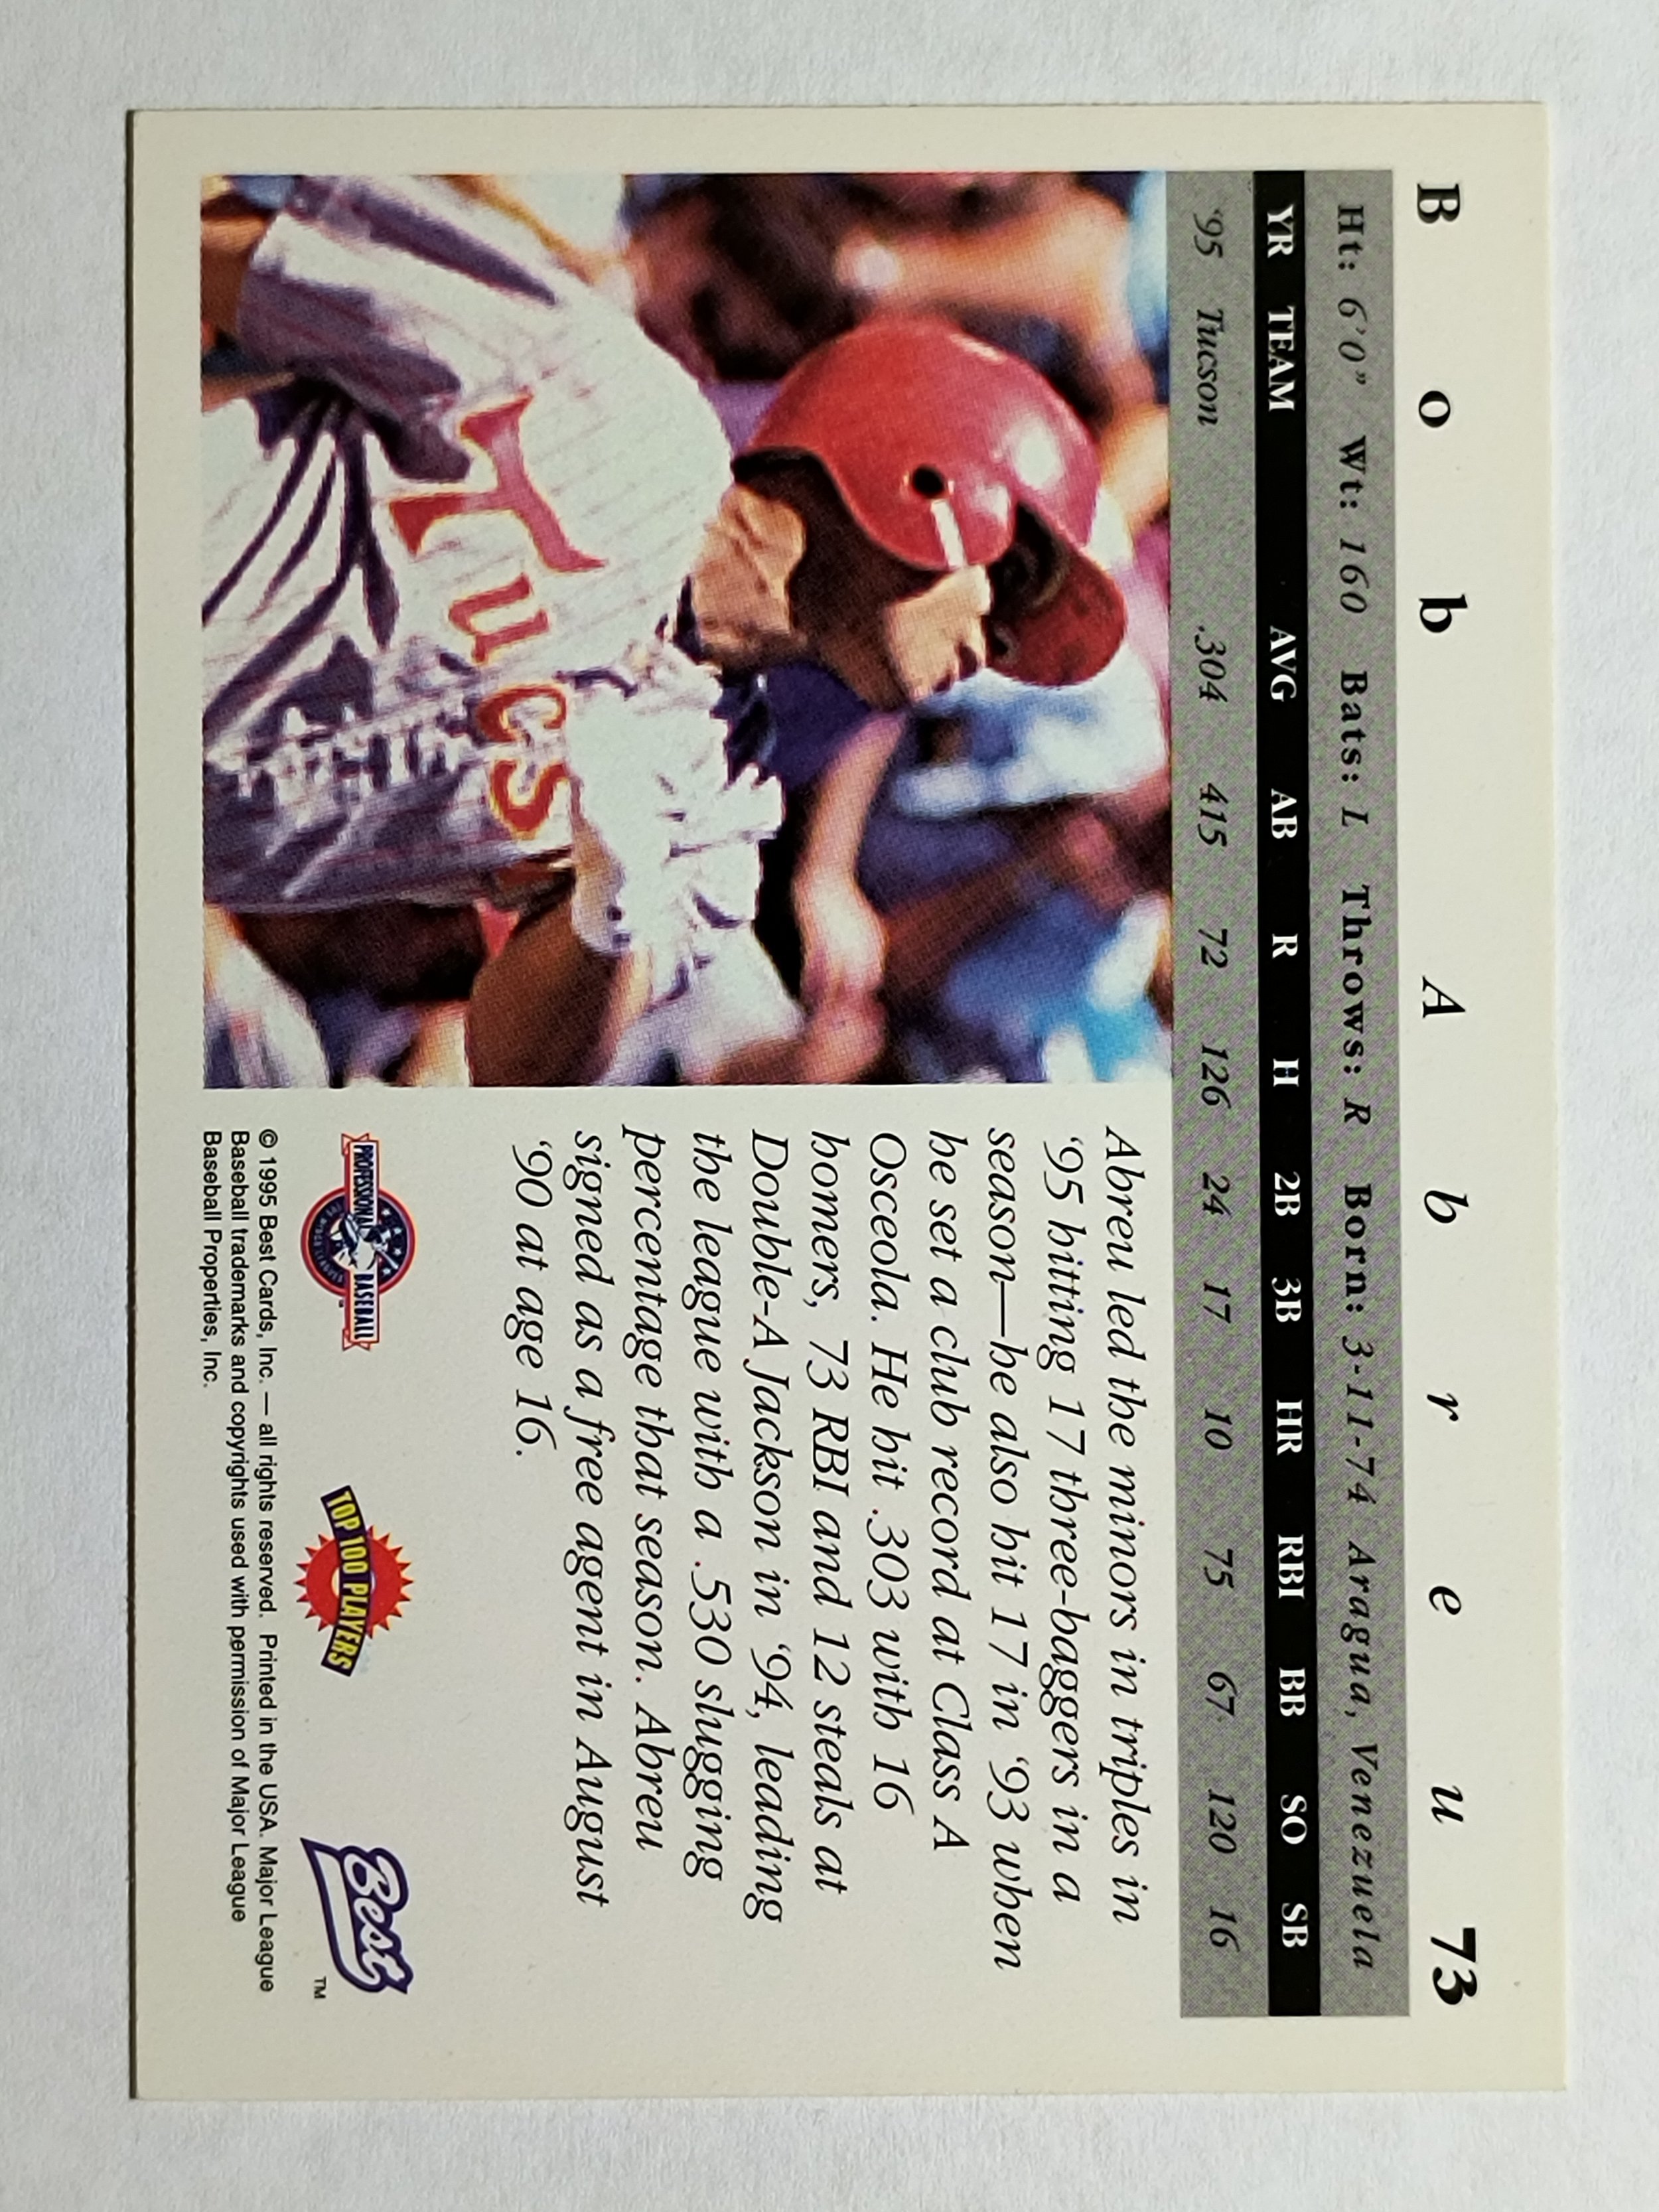 Bob Abreu 73
Ht: 6'0" Wt: 160 Bats: L Throws: R Born: 3-11-74 Aragua, Venezuela
YR TEAM AVG AB R H 2B 3B HR RBI BB SO SB
'95 Tucson .304 415 72 126 24 17 10 75 67 120 16
Tucs
Abreu led the minors in triples in
'95 hitting 17 three-baggers in a
season—he also hit 17 in '93 when
he set a club record at Class A
Osceola. He hit .303 with 16
homers, 73 RBI and 12 steals at
Double-A Jackson in '94, leading
the league with a .530 slugging
percentage that season. Abreu
signed as a free agent in August
'90 at age 16.
PROFESSIONAL BASEBALL
TOP 100 PLAYERS
Best TM
© 1995 Best Cards, Inc. — all rights reserved. Printed in the USA. Major League
Baseball trademarks and copyrights used with permission of Major League
Baseball Properties, Inc.